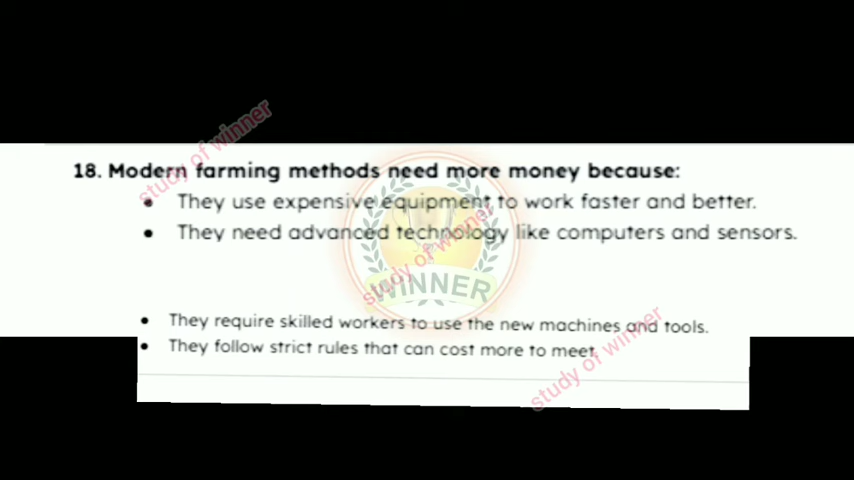 study of winner
18. Modern farming methods need more money because:
• They use expensive equipment to work faster and better.
• They need advanced technology like computers and sensors.
study of winner
WINNER
• They require skilled workers to use the new machines and tools.
• They follow strict rules that can cost more to meet.
study of winner